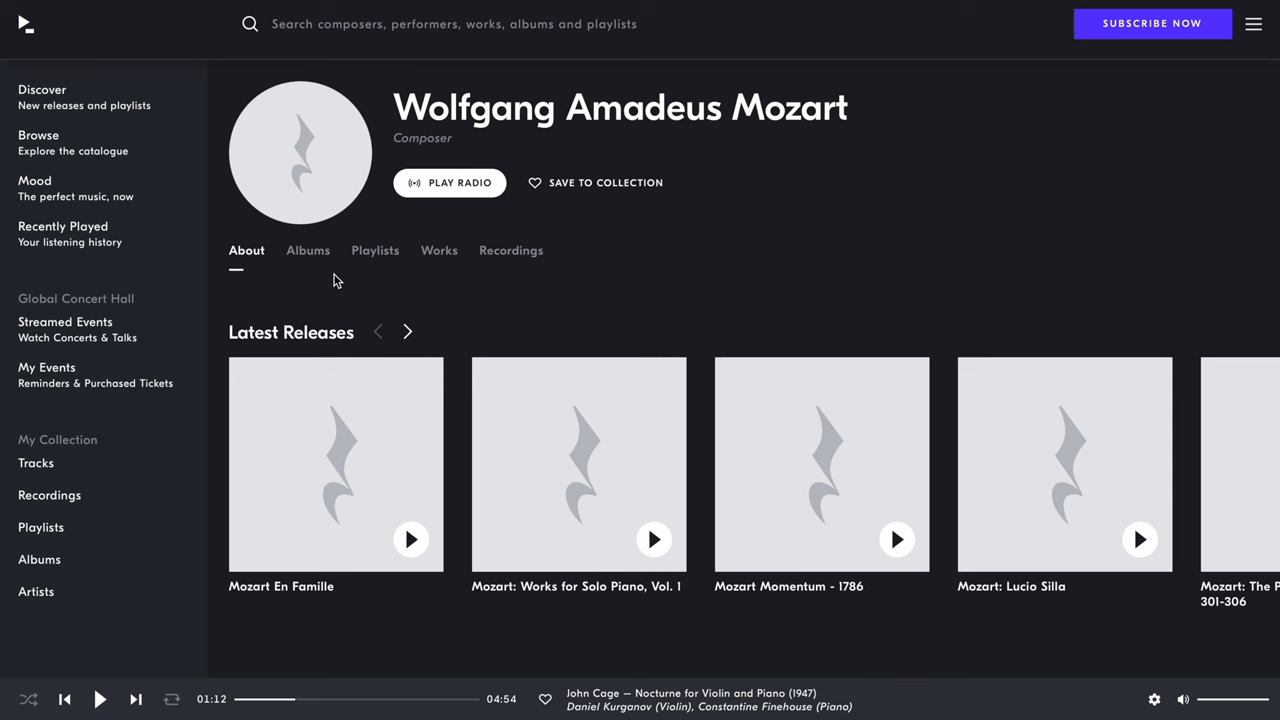 Search composers, performers, works, albums and playlists
SUBSCRIBE NOW
Discover
New releases and playlists
Browse
Explore the catalogue
Mood
The perfect music, now
Recently Played
Your listening history
Global Concert Hall
Streamed Events
Watch Concerts & Talks
My Events
Reminders & Purchased Tickets
My Collection
Tracks
Recordings
Playlists
Albums
Artists
Wolfgang Amadeus Mozart
Composer
PLAY RADIO
SAVE TO COLLECTION
About Albums Playlists Works Recordings
Latest Releases
Mozart En Famille
Mozart: Works for Solo Piano, Vol. 1
Mozart Momentum - 1786
Mozart: Lucio Silla
Mozart: The P
301-306
01:12
04:54
John Cage – Nocturne for Violin and Piano (1947)
Daniel Kurganov (Violin), Constantine Finehouse (Piano)